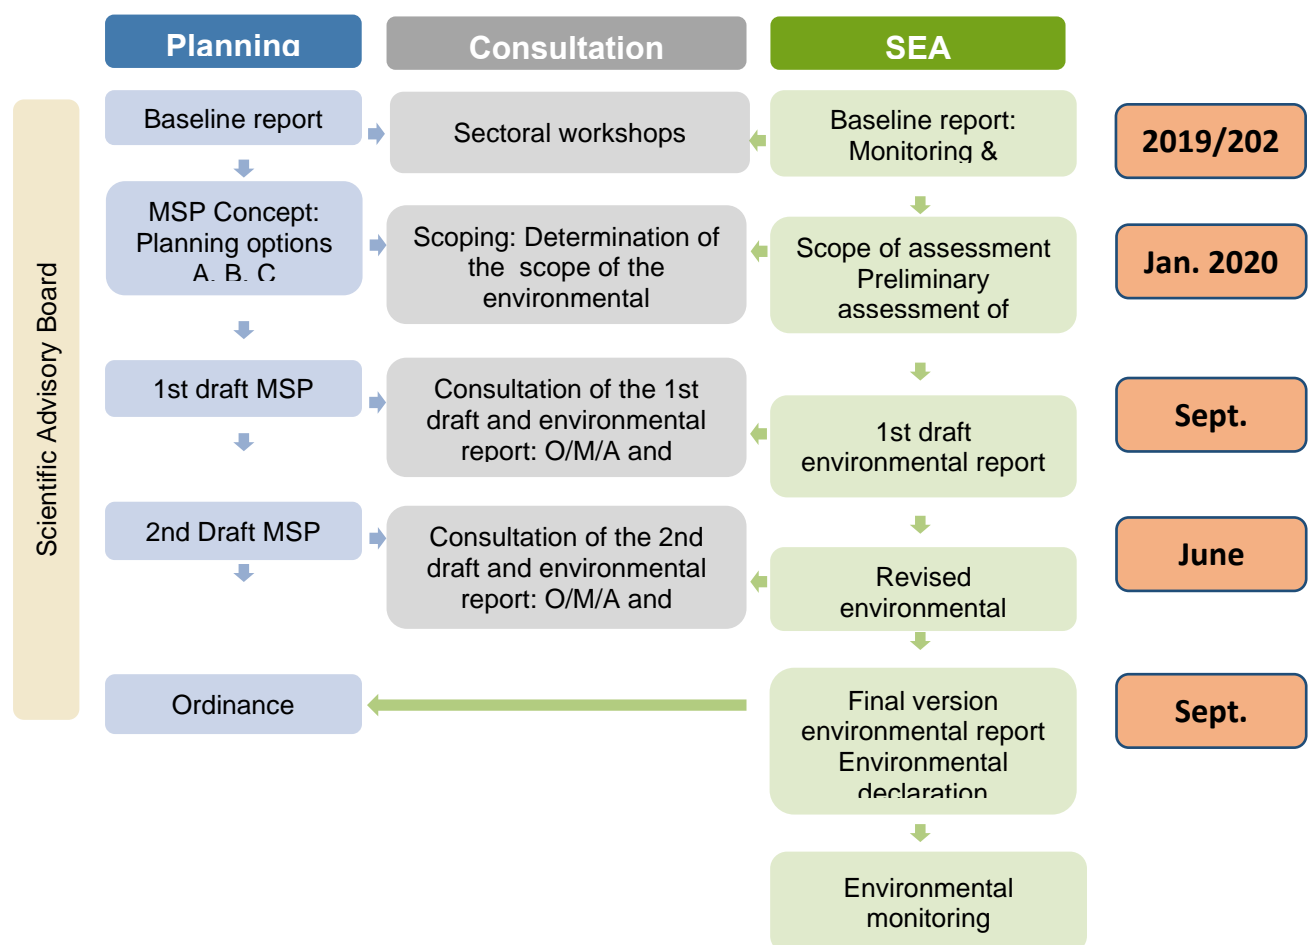 Planning
Consultation
SEA
Scientific Advisory Board
Baseline report
Sectoral workshops
Baseline report:
Monitoring &
2019/202
MSP Concept:
Planning options
A, B, C
Scoping: Determination of
the scope of the
environmental
Scope of assessment
Preliminary
assessment of
Jan. 2020
1st draft MSP
Consultation of the 1st
draft and environmental
report: O/M/A and
1st draft
environmental report
Sept.
2nd Draft MSP
Consultation of the 2nd
draft and environmental
report: O/M/A and
Revised
environmental
June
Ordinance
Final version
environmental report
Environmental
declaration
Sept.
Environmental
monitoring